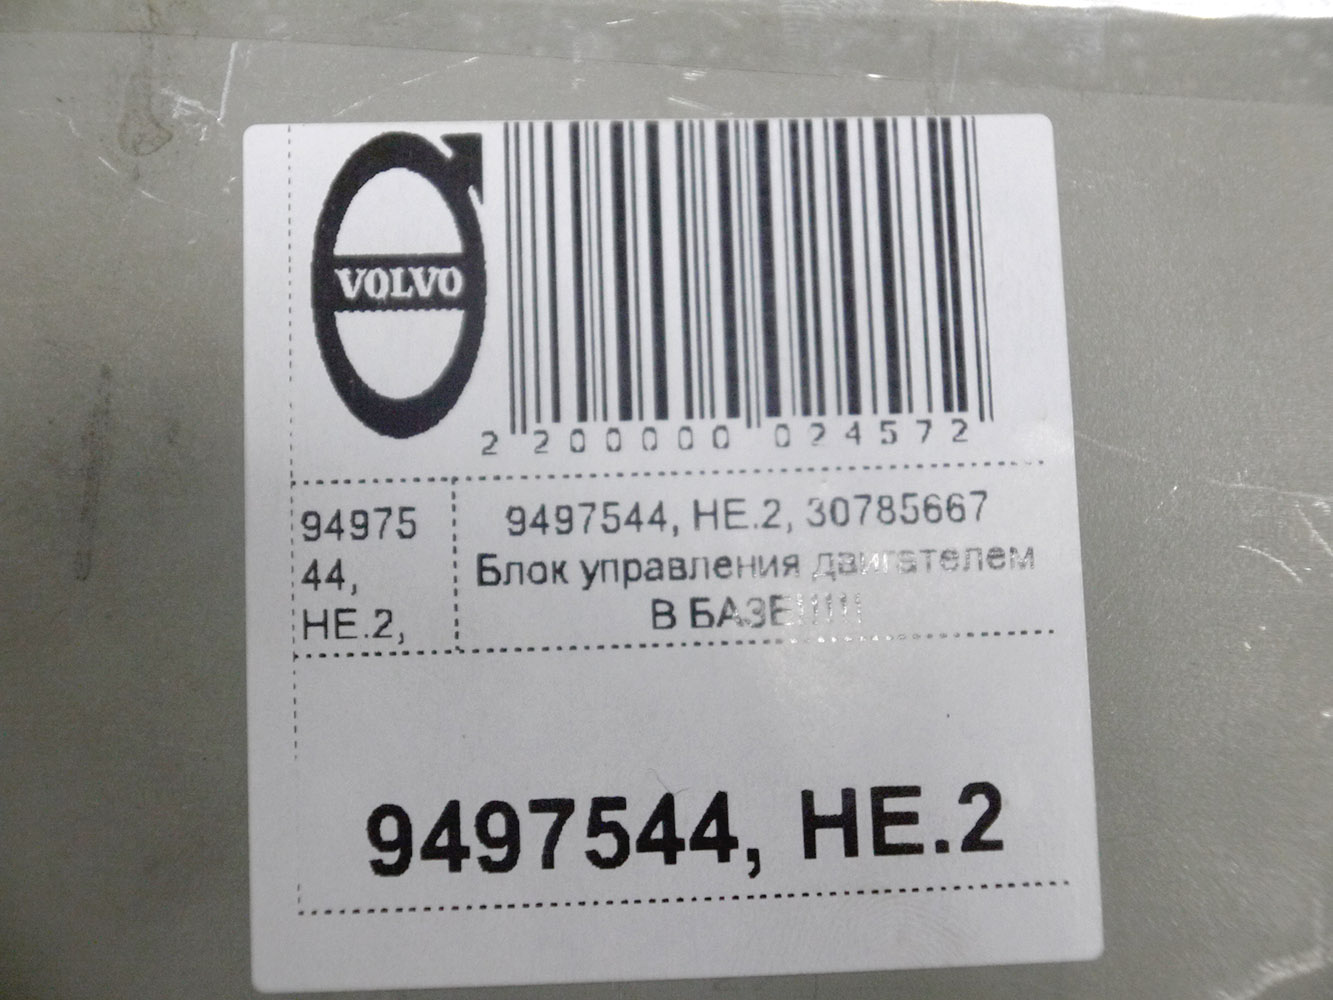 VOLVO
2 200000 024572
94975
44,
HE.2,
9497544, HE.2, 30785667
Блок управления двигателем
В БАЗЕ!!!!!!
9497544, HE.2